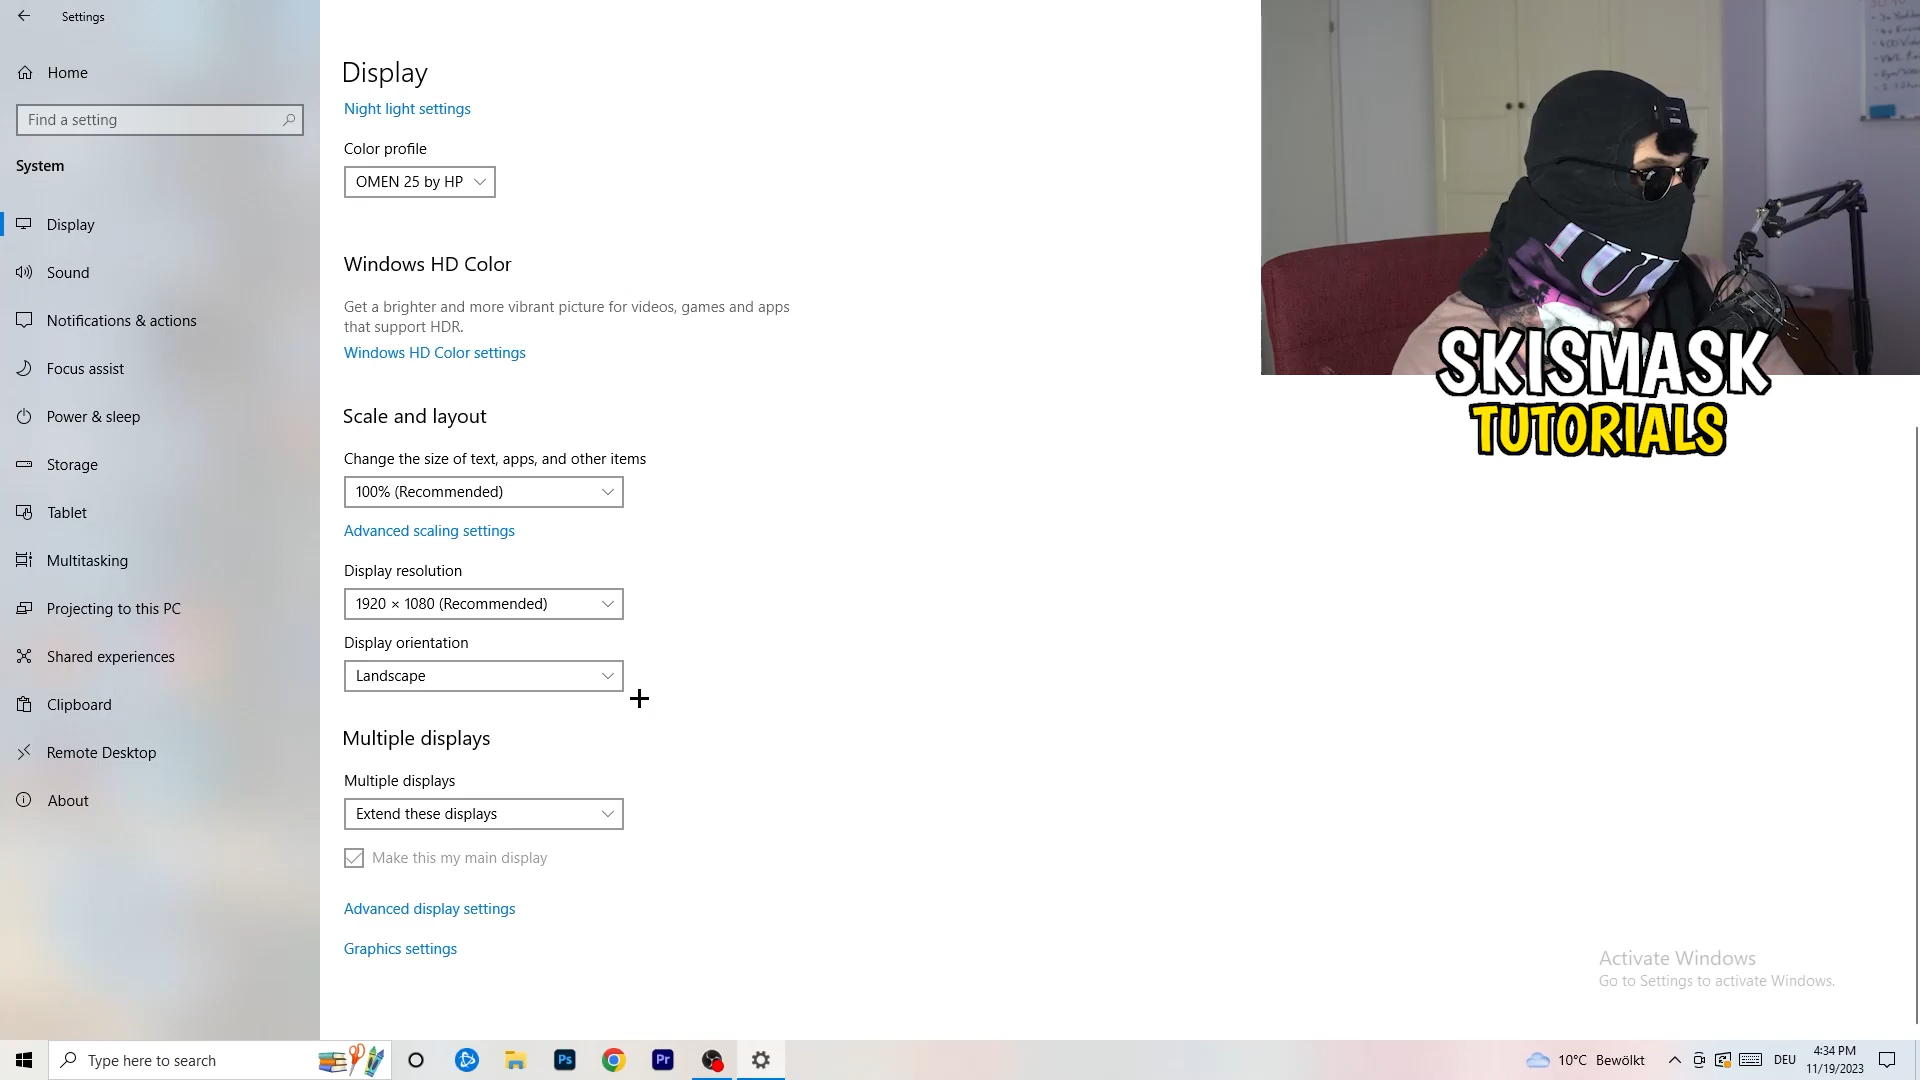 Settings
Home
Find a setting
System
Display
Sound
Notifications & actions
Focus assist
Power & sleep
Storage
Tablet
Multitasking
Projecting to this PC
Shared experiences
Clipboard
Remote Desktop
About
Display
Night light settings
Color profile
OMEN 25 by HP
Windows HD Color
Get a brighter and more vibrant picture for videos, games and apps
that support HDR.
Windows HD Color settings
Scale and layout
Change the size of text, apps, and other items
100% (Recommended)
Advanced scaling settings
Display resolution
1920 × 1080 (Recommended)
Display orientation
Landscape
Multiple displays
Multiple displays
Extend these displays
Make this my main display
Advanced display settings
Graphics settings
SKISMASK
TUTORIALS
Activate Windows
Go to Settings to activate Windows.
Type here to search
Ps
Pr
10°C Bewölkt
DEU
4:34 PM
11/19/2023